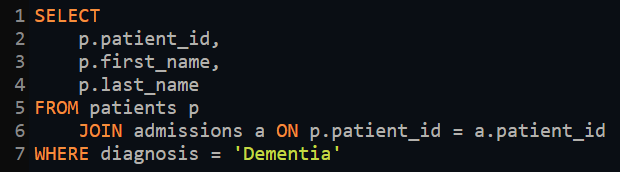 1 SELECT
2     p.patient_id,
3     p.first_name,
4     p.last_name
5 FROM patients p
6     JOIN admissions a ON p.patient_id = a.patient_id
7 WHERE diagnosis = 'Dementia'